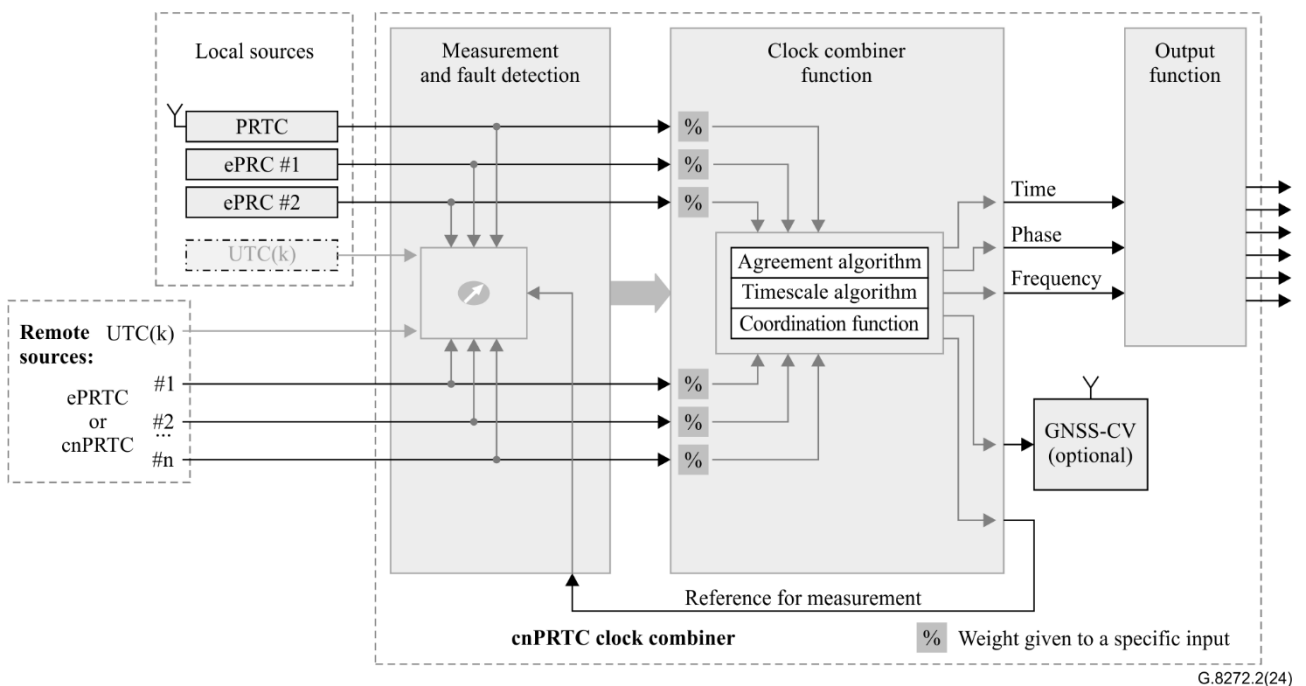 Local sources
PRTC
ePRC #1
ePRC #2
UTC(k)
Remote sources:
UTC(k)
ePRTC
or
cnPRTC
#1
#2
...
#n
Measurement
and fault detection
Clock combiner
function
%
%
%
Agreement algorithm
Timescale algorithm
Coordination function
%
%
%
Time
Phase
Frequency
Output
function
GNSS-CV
(optional)
Reference for measurement
cnPRTC clock combiner
% Weight given to a specific input
G.8272.2(24)